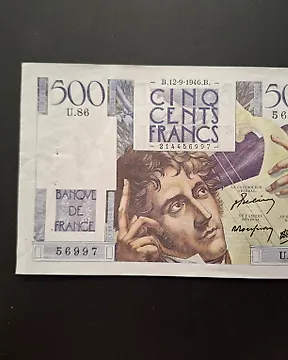 500
U.86
B.12-9-1946.B.
CINQ
CENTS
FRANCS
214456997
50
56
BANQUE
DE
FRANCE
56997
U.